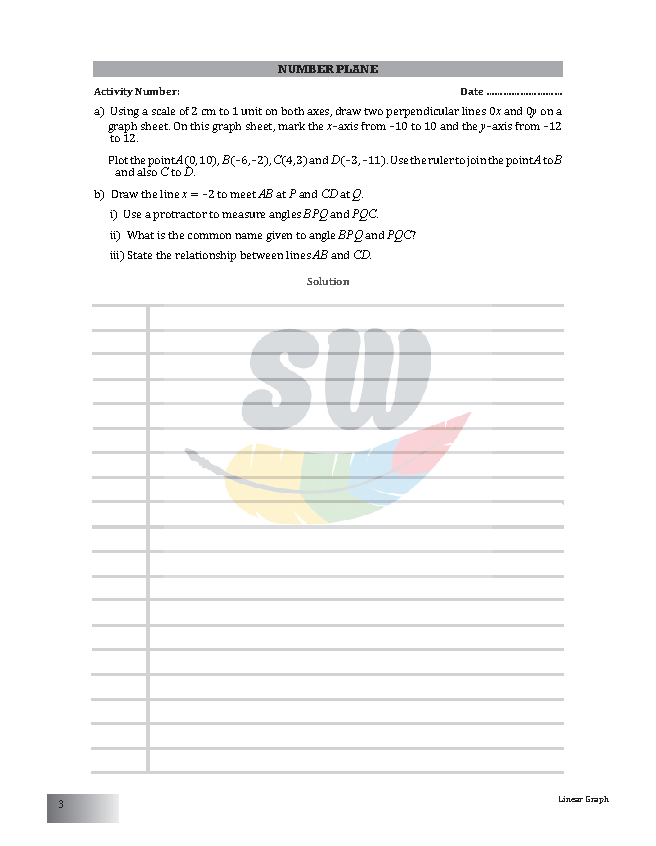 NUMBER PLANE
Activity Number: Date ...........................
a) Using a scale of 2 cm to 1 unit on both axes, draw two perpendicular lines 0x and 0y on a
graph sheet. On this graph sheet, mark the x–axis from –10 to 10 and the y–axis from –12
to 12.
Plot the point A(0,10), B(–6,–2), C(4,3) and D(–3, –11). Use the ruler to join the point A to B
and also C to D.
b) Draw the line x = –2 to meet AB at P and CD at Q.
i) Use a protractor to measure angles BPQ and PQC.
ii) What is the common name given to angle BPQ and PQC?
iii) State the relationship between lines AB and CD.
Solution
SW
3
Linear Graph